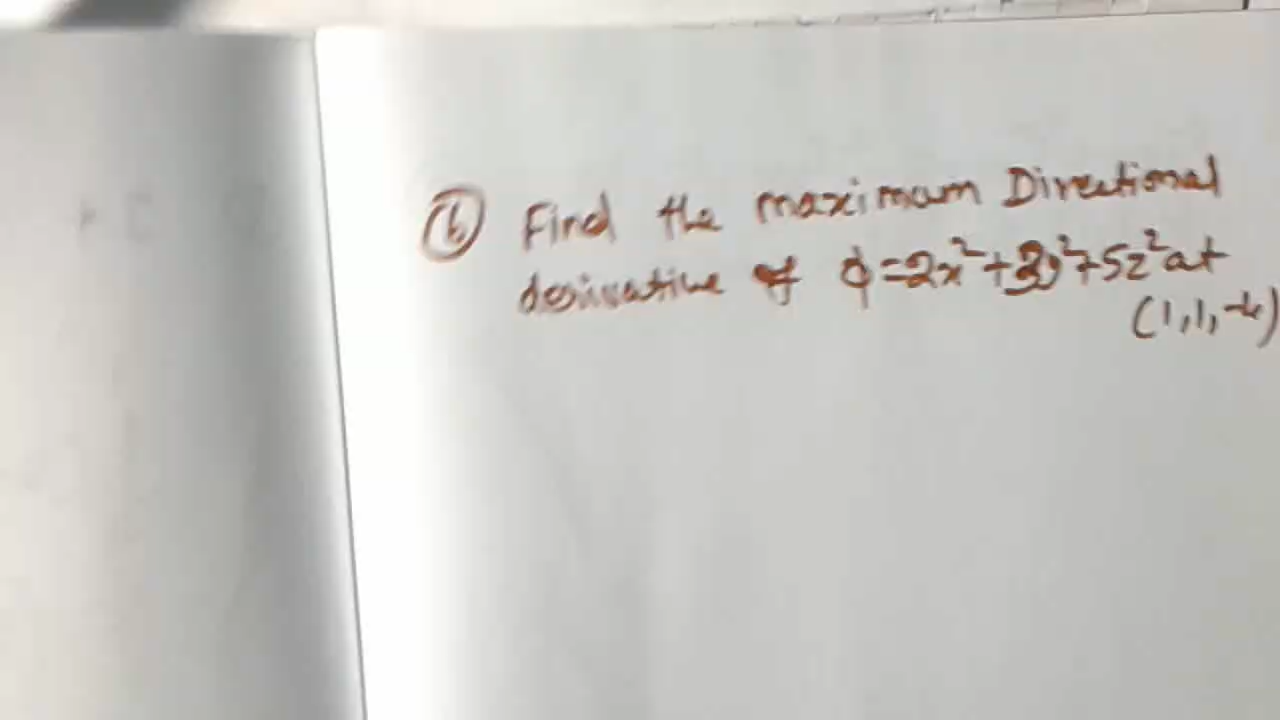 ⑥ Find the maximum Directional
derivative of ϕ=2x²+3y²+5z² at
(1,1,-4)